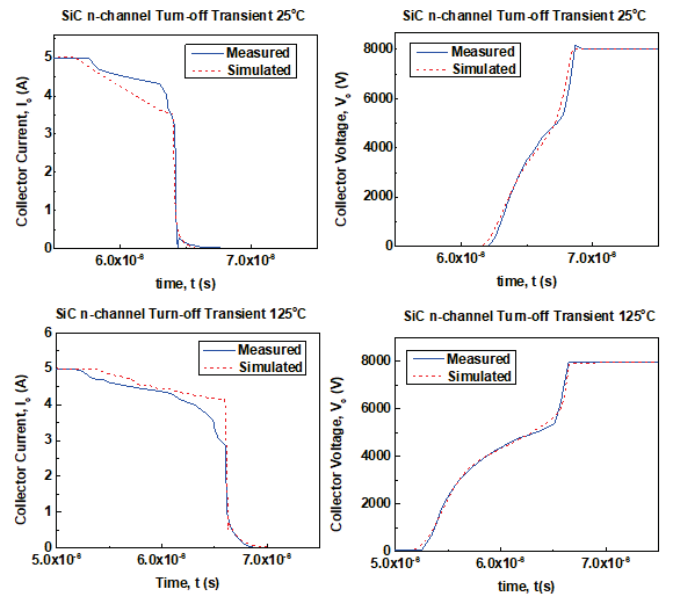 SiC n-channel Turn-off Transient 25°C
Collector Current, Iₒ (A)
6
5
4
3
2
1
0
Measured
Simulated
6.0x10⁻⁶
7.0x10⁻⁶
time, t (s)
SiC n-channel Turn-off Transient 25°C
Collector Voltage, Vₒ (V)
8000
6000
4000
2000
0
Measured
Simulated
6.0x10⁻⁶
7.0x10⁻⁶
time, t (s)
SiC n-channel Turn-off Transient 125°C
Collector Current, Iₒ (A)
6
5
4
3
2
1
0
Measured
Simulated
5.0x10⁻⁶
6.0x10⁻⁶
7.0x10⁻⁶
Time, t (s)
SiC n-channel Turn-off Transient 125°C
Collector Voltage, Vₒ (V)
8000
6000
4000
2000
0
Measured
Simulated
5.0x10⁻⁶
6.0x10⁻⁶
7.0x10⁻⁶
time, t(s)